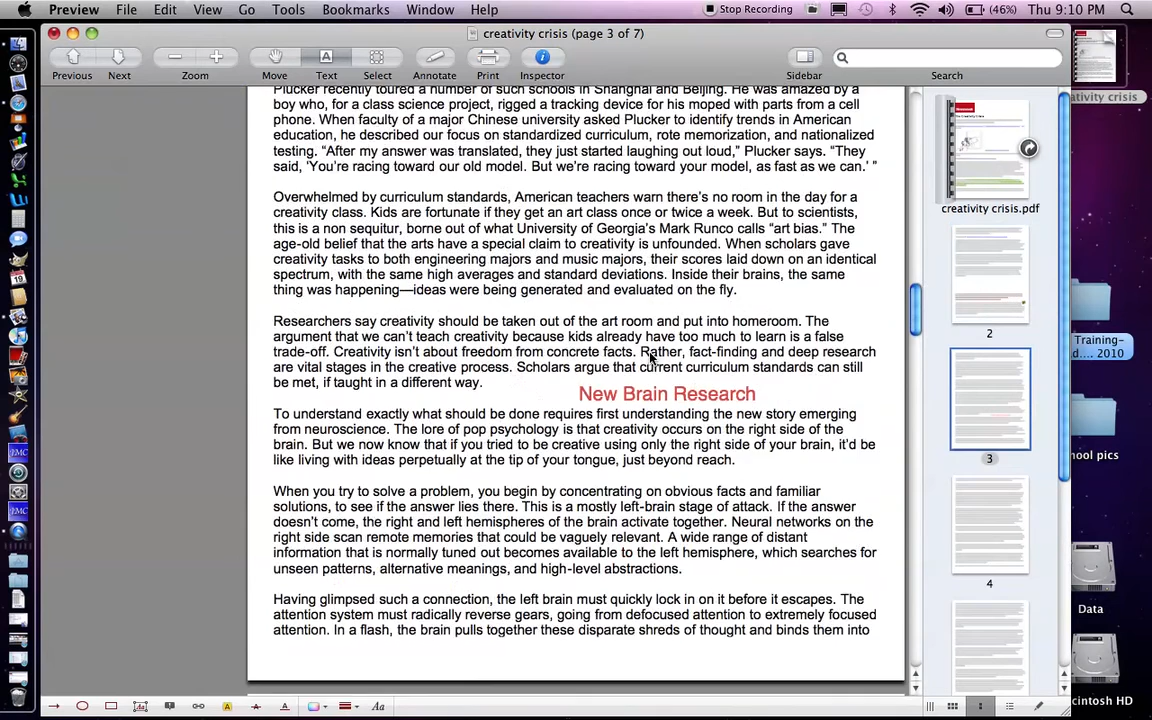 Preview File Edit View Go Tools Bookmarks Window Help Stop Recording (46%) Thu 9:10 PM
creativity crisis (page 3 of 7)
Previous Next Zoom Move Text Select Annotate Print Inspector Sidebar Search
Plucker recently toured a number of such schools in Shanghai and Beijing. He was amazed by a
boy who, for a class science project, rigged a tracking device for his moped with parts from a cell
phone. When faculty of a major Chinese university asked Plucker to identify trends in American
education, he described our focus on standardized curriculum, rote memorization, and nationalized
testing. “After my answer was translated, they just started laughing out loud,” Plucker says. “They
said, ‘You’re racing toward our old model. But we’re racing toward your model, as fast as we can.’ ”
Overwhelmed by curriculum standards, American teachers warn there’s no room in the day for a
creativity class. Kids are fortunate if they get an art class once or twice a week. But to scientists,
this is a non sequitur, borne out of what University of Georgia’s Mark Runco calls “art bias.” The
age-old belief that the arts have a special claim to creativity is unfounded. When scholars gave
creativity tasks to both engineering majors and music majors, their scores laid down on an identical
spectrum, with the same high averages and standard deviations. Inside their brains, the same
thing was happening—ideas were being generated and evaluated on the fly.
Researchers say creativity should be taken out of the art room and put into homeroom. The
argument that we can’t teach creativity because kids already have too much to learn is a false
trade-off. Creativity isn’t about freedom from concrete facts. Rather, fact-finding and deep research
are vital stages in the creative process. Scholars argue that current curriculum standards can still
be met, if taught in a different way.
New Brain Research
To understand exactly what should be done requires first understanding the new story emerging
from neuroscience. The lore of pop psychology is that creativity occurs on the right side of the
brain. But we now know that if you tried to be creative using only the right side of your brain, it’d be
like living with ideas perpetually at the tip of your tongue, just beyond reach.
When you try to solve a problem, you begin by concentrating on obvious facts and familiar
solutions, to see if the answer lies there. This is a mostly left-brain stage of attack. If the answer
doesn’t come, the right and left hemispheres of the brain activate together. Neural networks on the
right side scan remote memories that could be vaguely relevant. A wide range of distant
information that is normally tuned out becomes available to the left hemisphere, which searches for
unseen patterns, alternative meanings, and high-level abstractions.
Having glimpsed such a connection, the left brain must quickly lock in on it before it escapes. The
attention system must radically reverse gears, going from defocused attention to extremely focused
attention. In a flash, the brain pulls together these disparate shreds of thought and binds them into
creativity crisis.pdf
2
3
4
ativity crisis
Training-
d.... 2010
hool pics
Data
cintosh HD